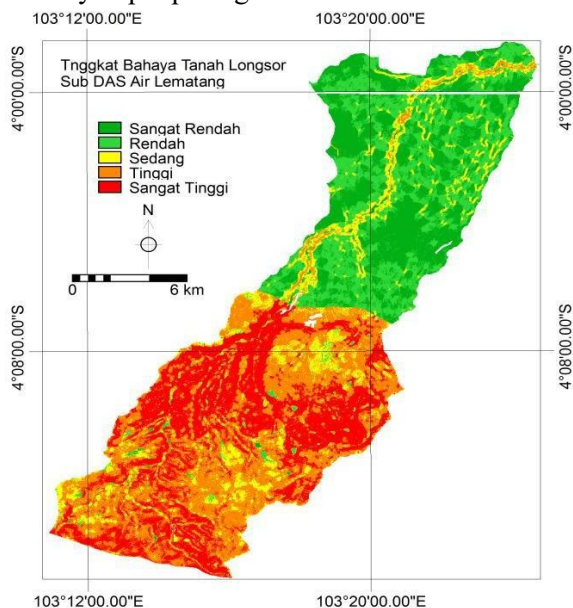 103°12'00.00"E 103°20'00.00"E
Tnggkat Bahaya Tanah Longsor
Sub DAS Air Lematang
4°00'00.00"S 4°00'00.00"S
Sangat Rendah
Rendah
Sedang
Tinggi
Sangat Tinggi
N
0 6 km
4°08'00.00"S 4°08'00.00"S
103°12'00.00"E 103°20'00.00"E